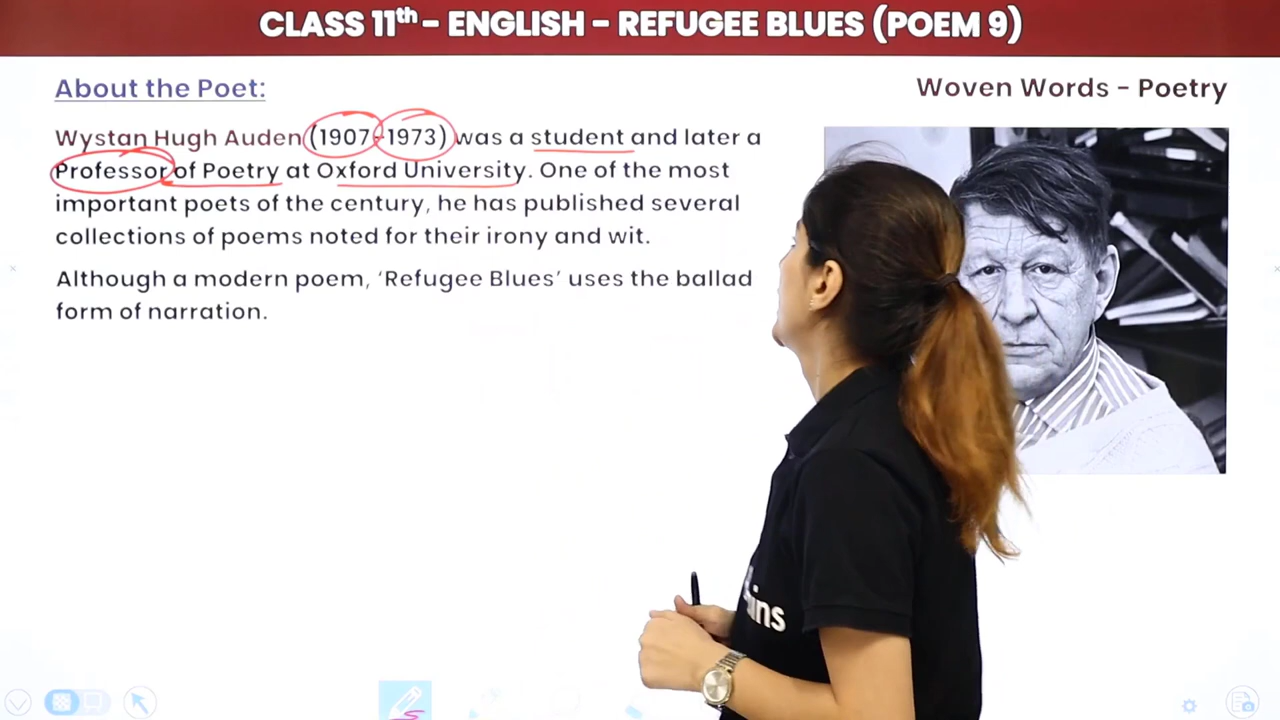 CLASS 11th – ENGLISH – REFUGEE BLUES (POEM 9)
About the Poet:
Woven Words – Poetry
Wystan Hugh Auden (1907-1973) was a student and later a
Professor of Poetry at Oxford University. One of the most
important poets of the century, he has published several
collections of poems noted for their irony and wit.
Although a modern poem, ‘Refugee Blues’ uses the ballad
form of narration.